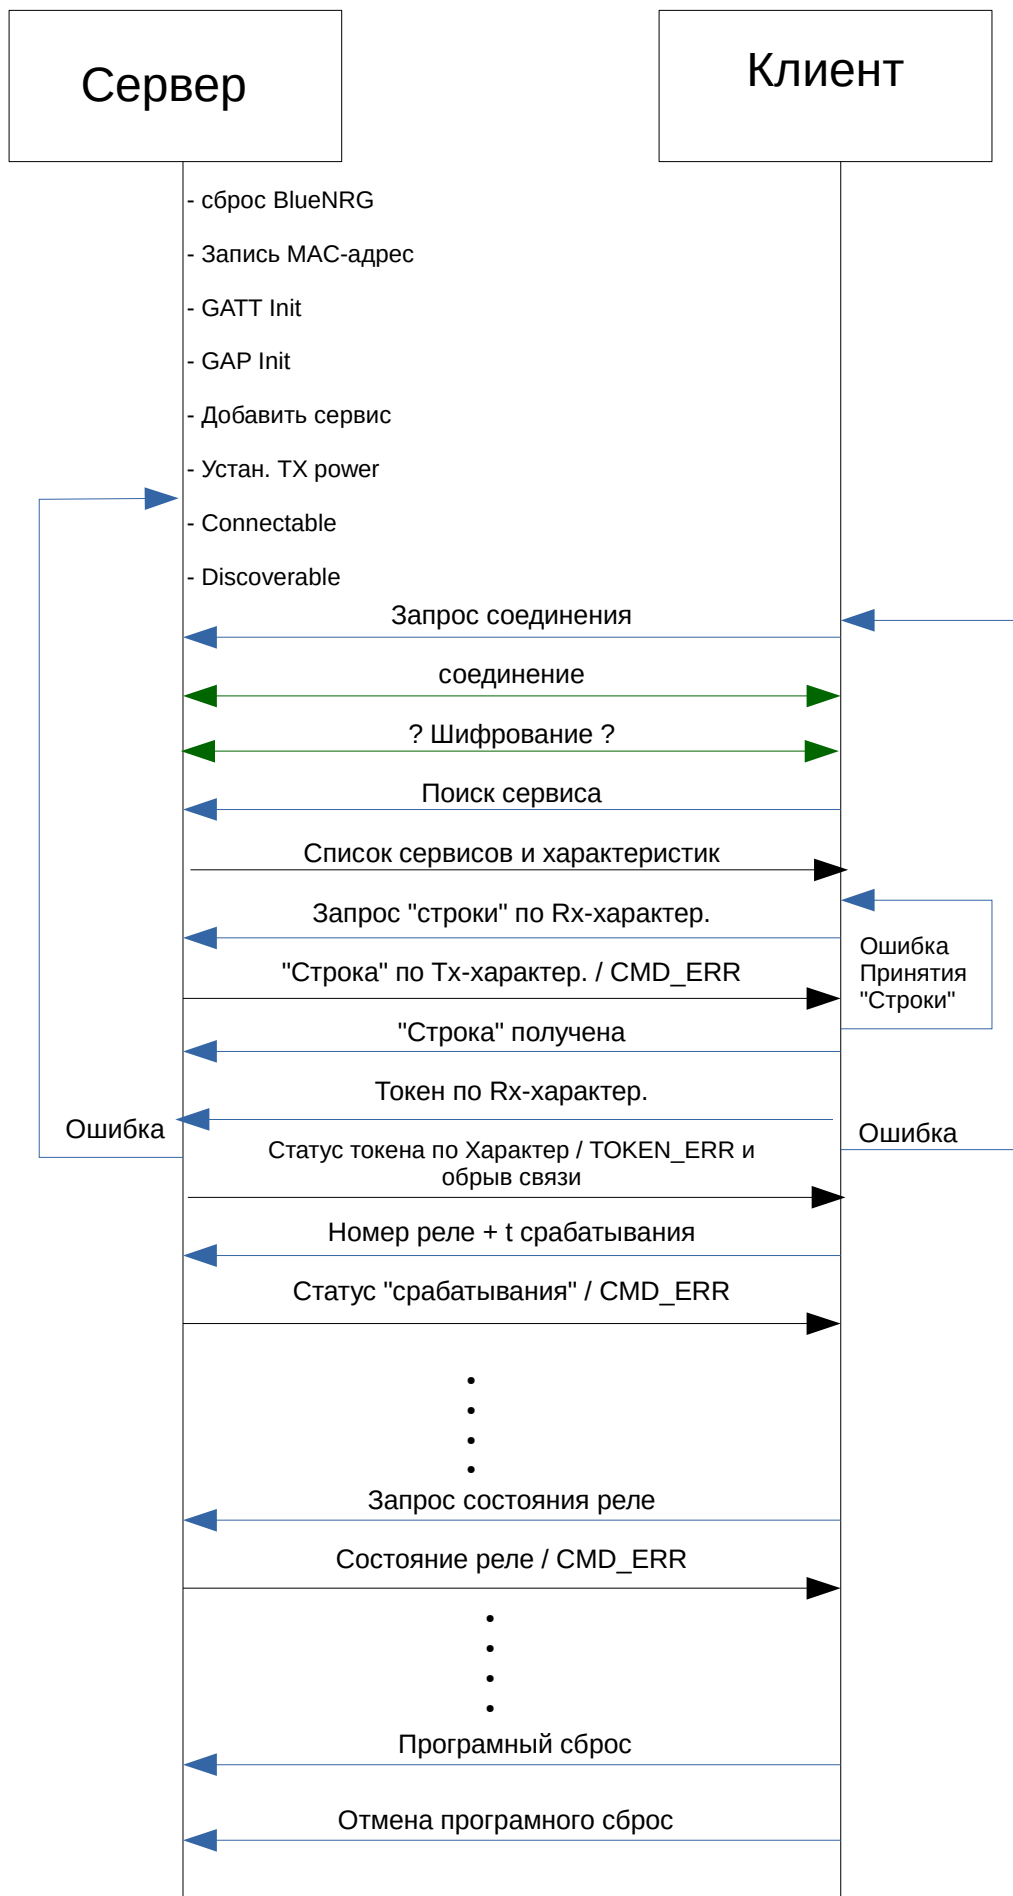 Сервер
Клиент
- сброс BlueNRG
- Запись MAC-адрес
- GATT Init
- GAP Init
- Добавить сервис
- Устан. TX power
- Connectable
- Discoverable
Запрос соединения
соединение
? Шифрование ?
Поиск сервиса
Список сервисов и характеристик
Запрос "строки" по Rx-характер.
Ошибка
Принятия
"Строки"
"Строка" по Tx-характер. / CMD_ERR
"Строка" получена
Токен по Rx-характер.
Ошибка
Ошибка
Статус токена по Характер / TOKEN_ERR и
обрыв связи
Номер реле + t срабатывания
Статус "срабатывания" / CMD_ERR
Запрос состояния реле
Состояние реле / CMD_ERR
Програмный сброс
Отмена програмного сброс